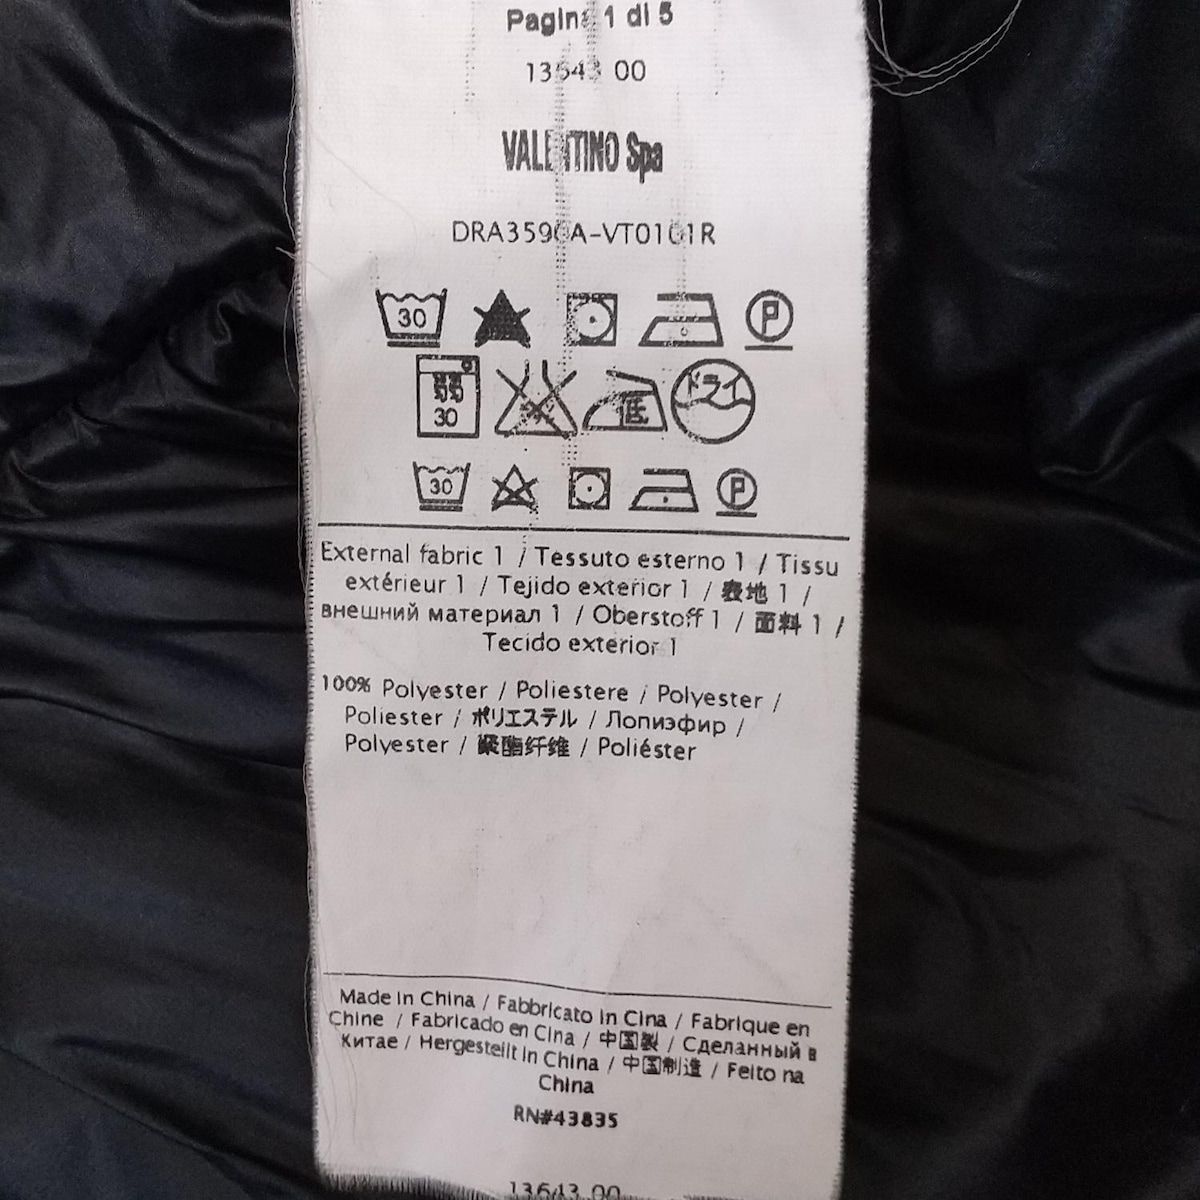 Pagina 1 di 5
13643 00
VALENTINO Spa
DRA3590A-VT0101R
30
P
30
低
ドライ
30
P
External fabric 1 / Tessuto esterno 1 / Tissu
extérieur 1 / Tejido exterior 1 / 表地 1 /
внешний материал 1 / Oberstoff 1 / 面料 1 /
Tecido exterior 1
100% Polyester / Poliestere / Polyester /
Poliester / ポリエステル / Лопиэфир /
Polyester / 聚酯纤维 / Poliéster
Made in China / Fabbricato in Cina / Fabrique en
Chine / Fabricado en Cina / 中国製 / Сделанный в
Китае / Hergestellt in China / 中国制造 / Feito na
China
RN#43835
13643 00